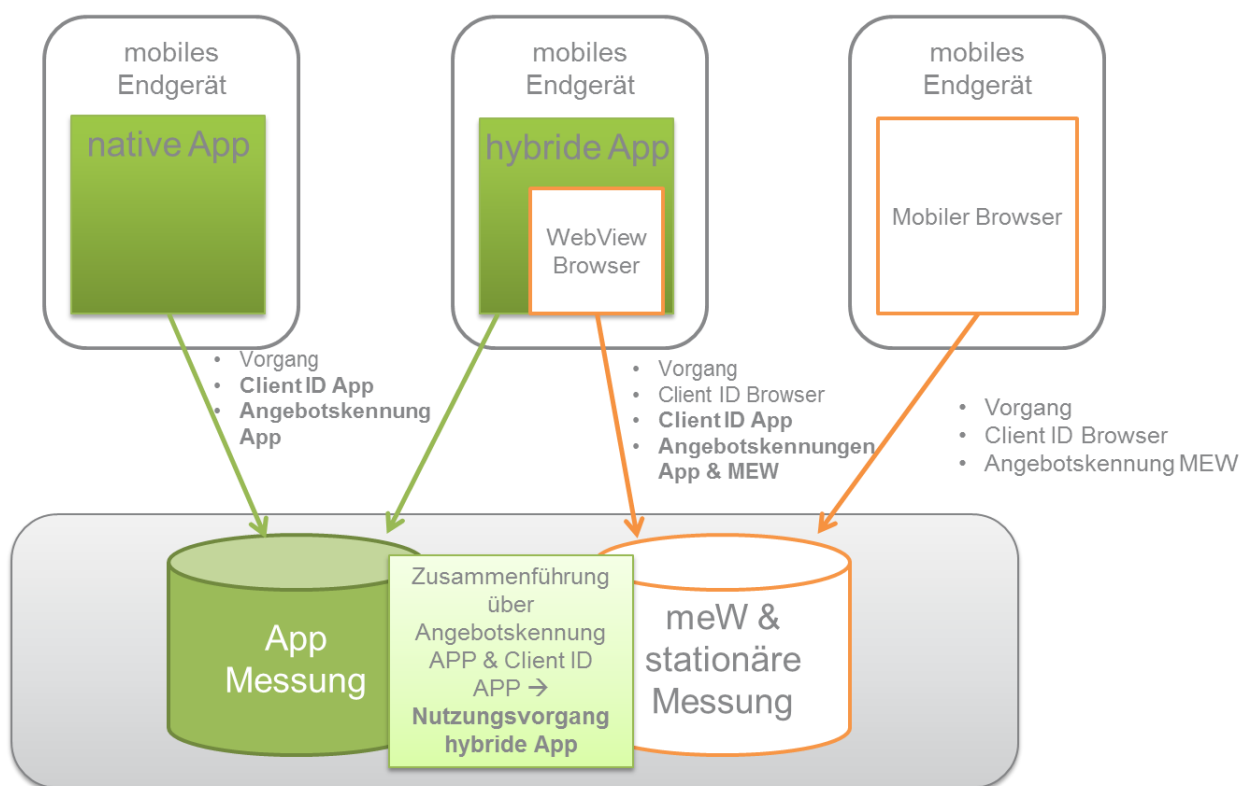 mobiles
Endgerät
native App
mobiles
Endgerät
hybride App
WebView
Browser
mobiles
Endgerät
Mobiler Browser
• Vorgang
• Client ID App
• Angebotskennung
App
• Vorgang
• Client ID Browser
• Client ID App
• Angebotskennungen
App & MEW
• Vorgang
• Client ID Browser
• Angebotskennung MEW
App
Messung
Zusammenführung
über
Angebotskennung
APP & Client ID
APP →
Nutzungsvorgang
hybride App
meW &
stationäre
Messung